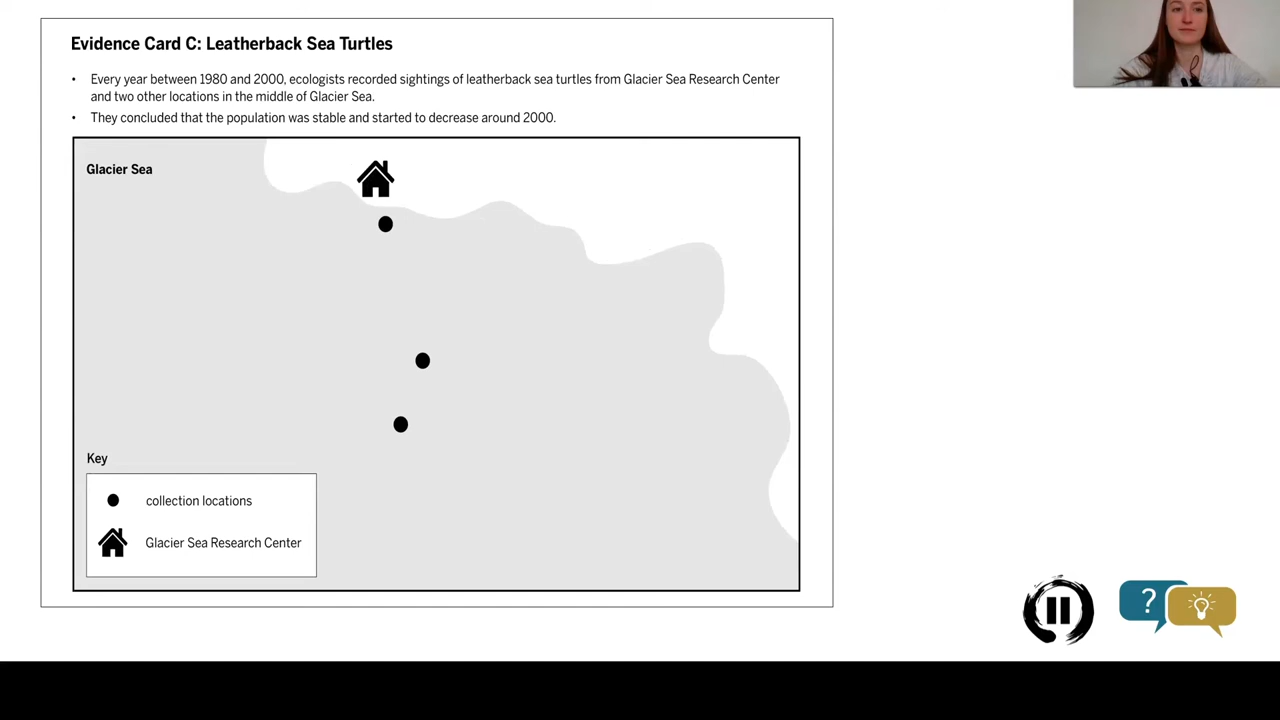 Evidence Card C: Leatherback Sea Turtles
• Every year between 1980 and 2000, ecologists recorded sightings of leatherback sea turtles from Glacier Sea Research Center
and two other locations in the middle of Glacier Sea.
• They concluded that the population was stable and started to decrease around 2000.
Glacier Sea
Key
collection locations
Glacier Sea Research Center
?